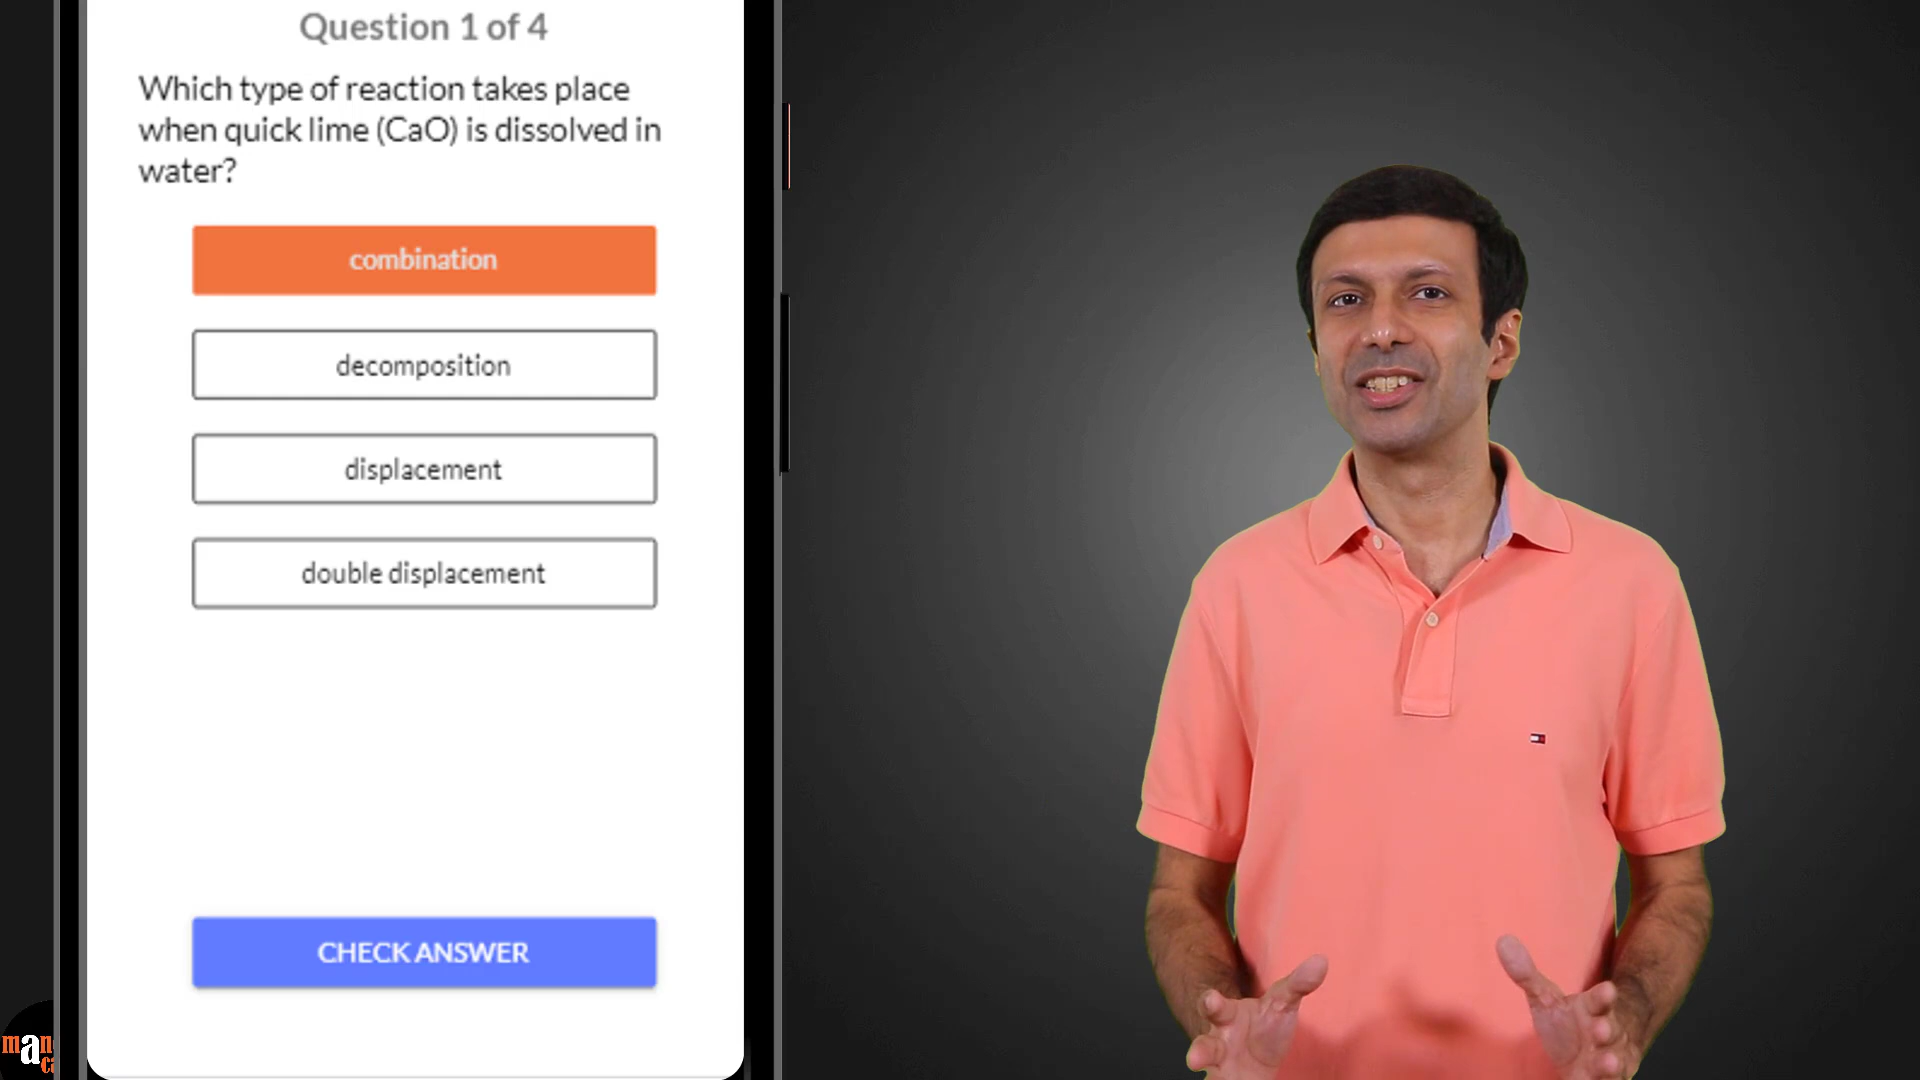 Question 1 of 4
Which type of reaction takes place
when quick lime (CaO) is dissolved in
water?
combination
decomposition
displacement
double displacement
CHECK ANSWER